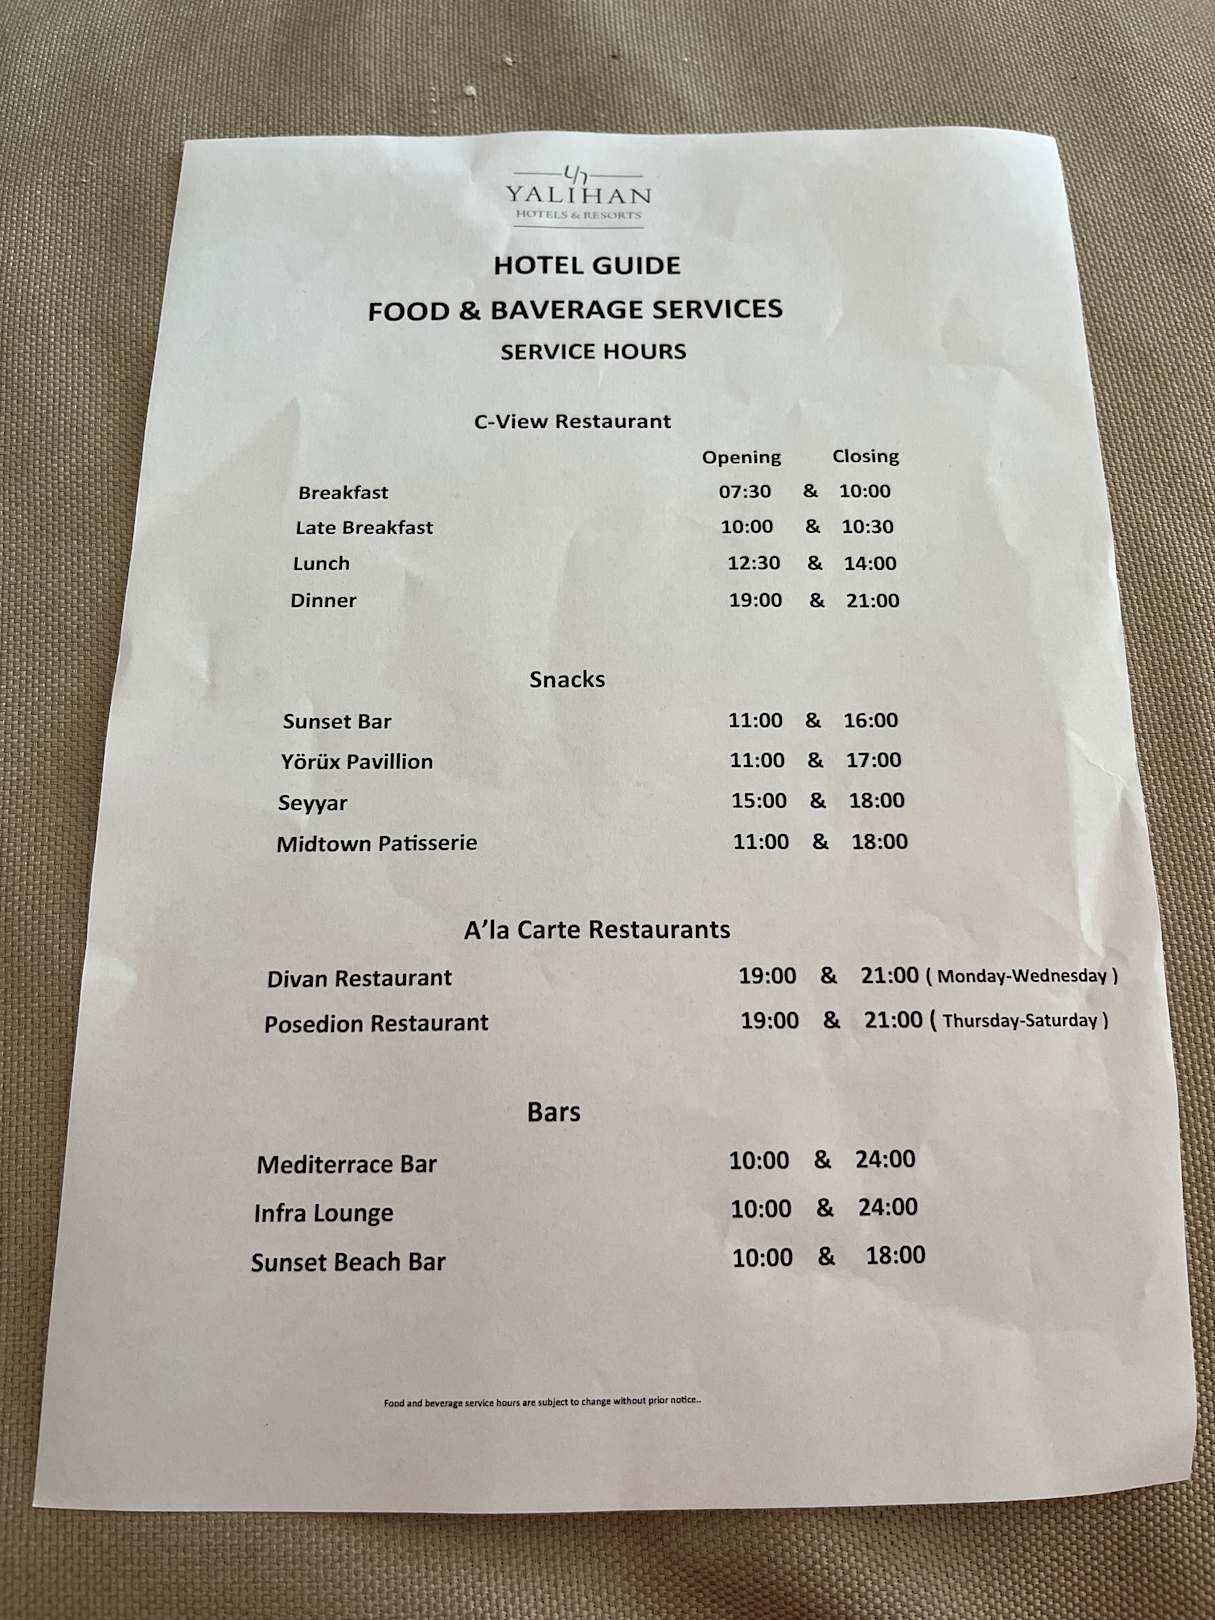 YALIHAN
HOTELS & RESORTS
HOTEL GUIDE
FOOD & BAVERAGE SERVICES
SERVICE HOURS
C-View Restaurant
Opening Closing
Breakfast 07:30 & 10:00
Late Breakfast 10:00 & 10:30
Lunch 12:30 & 14:00
Dinner 19:00 & 21:00
Snacks
Sunset Bar 11:00 & 16:00
Yörüx Pavillion 11:00 & 17:00
Seyyar 15:00 & 18:00
Midtown Patisserie 11:00 & 18:00
A’la Carte Restaurants
Divan Restaurant 19:00 & 21:00 ( Monday-Wednesday )
Posedion Restaurant 19:00 & 21:00 ( Thursday-Saturday )
Bars
Mediterrace Bar 10:00 & 24:00
Infra Lounge 10:00 & 24:00
Sunset Beach Bar 10:00 & 18:00
Food and beverage service hours are subject to change without prior notice..